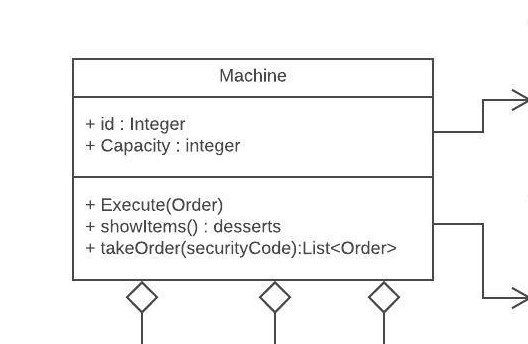 Machine
+ id : Integer
+ Capacity : integer
+ Execute(Order)
+ showItems() : desserts
+ takeOrder(securityCode):List<Order>